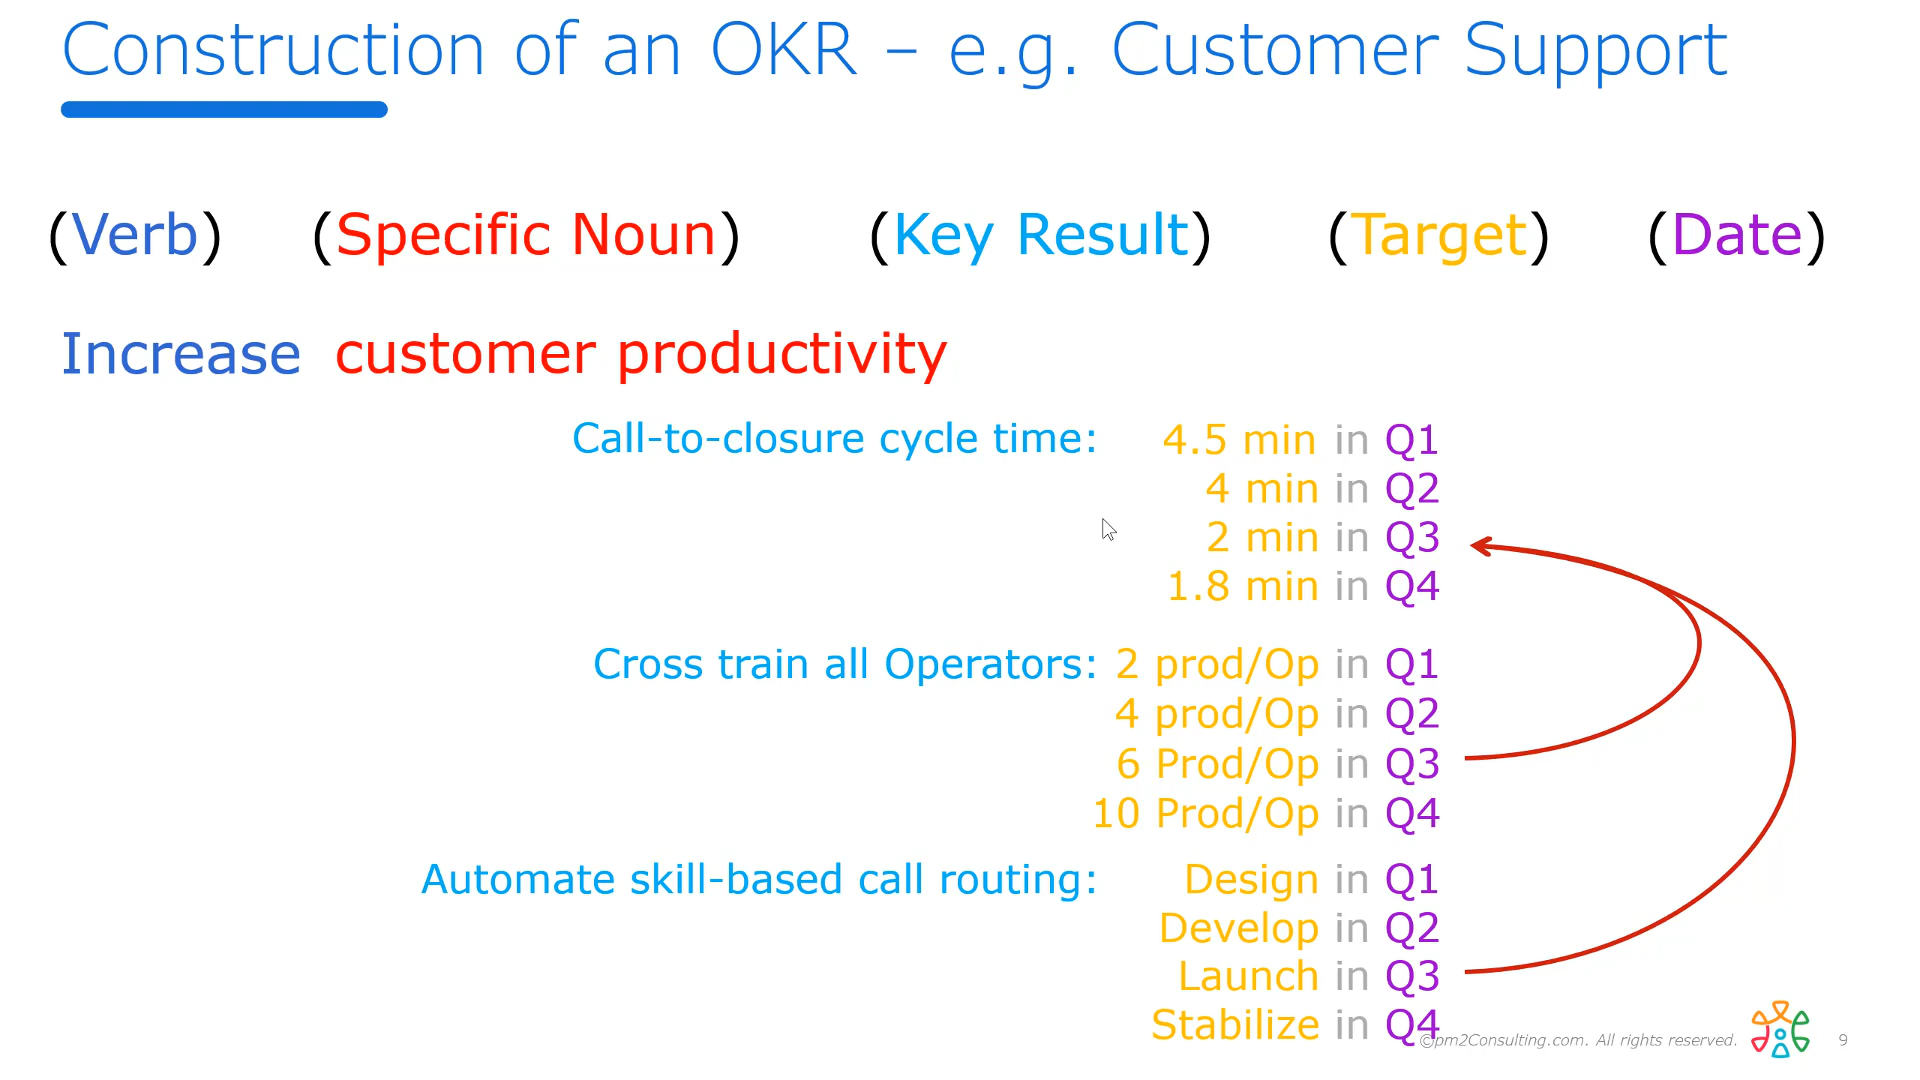 Construction of an OKR – e.g. Customer Support
(Verb) (Specific Noun) (Key Result) (Target) (Date)
Increase customer productivity
Call-to-closure cycle time: 4.5 min in Q1
4 min in Q2
2 min in Q3
1.8 min in Q4
Cross train all Operators: 2 prod/Op in Q1
4 prod/Op in Q2
6 Prod/Op in Q3
10 Prod/Op in Q4
Automate skill-based call routing: Design in Q1
Develop in Q2
Launch in Q3
Stabilize in Q4
©pm2Consulting.com. All rights reserved. 9